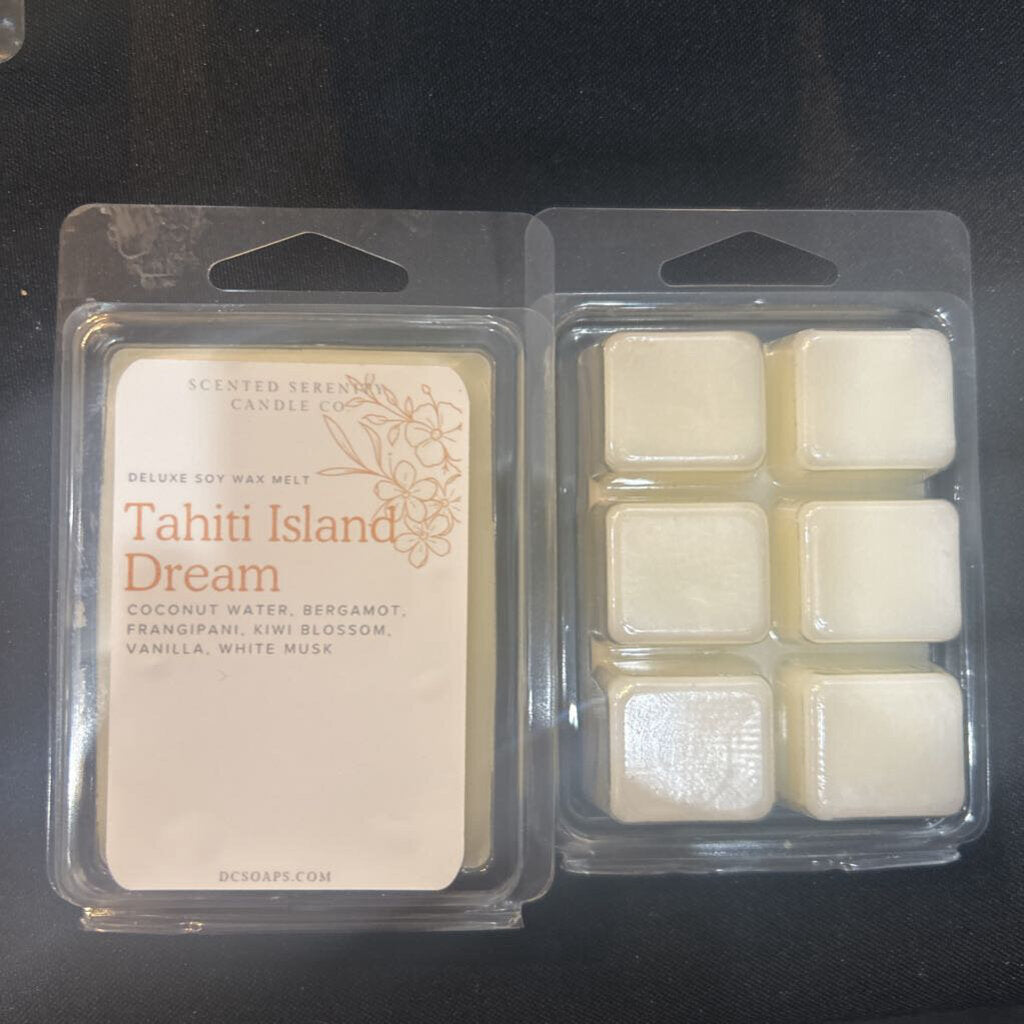 SCENTED SERENITY
CANDLE CO
DELUXE SOY WAX MELT
Tahiti Island
Dream
COCONUT WATER, BERGAMOT,
FRANGIPANI, KIWI BLOSSOM,
VANILLA, WHITE MUSK
DCSOAPS.COM